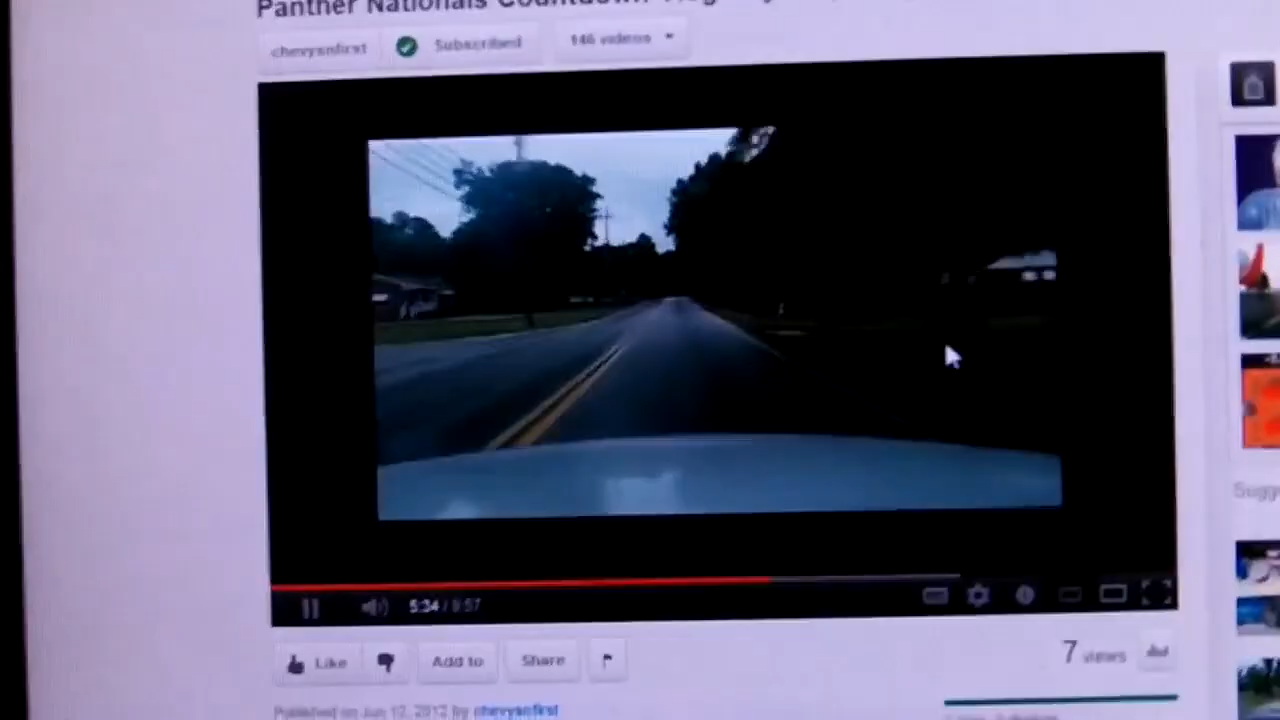 Panther Nationals Countdown
chevysnfirst Subscribed 146 videos
5:34 / 8:57
Like Add to Share
7 views
Published on Jun 12, 2012 by chevysnfirst